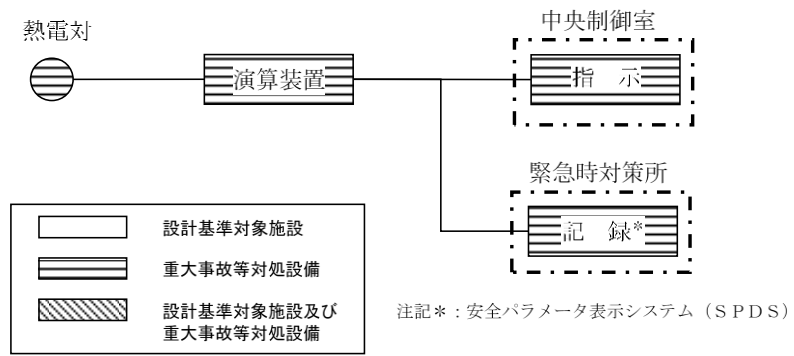 中央制御室
熱電対
演算装置
指 示
緊急時対策所
記 録*
設計基準対象施設
重大事故等対処設備
設計基準対象施設及び
重大事故等対処設備
注記＊：安全パラメータ表示システム（ＳＰＤＳ）